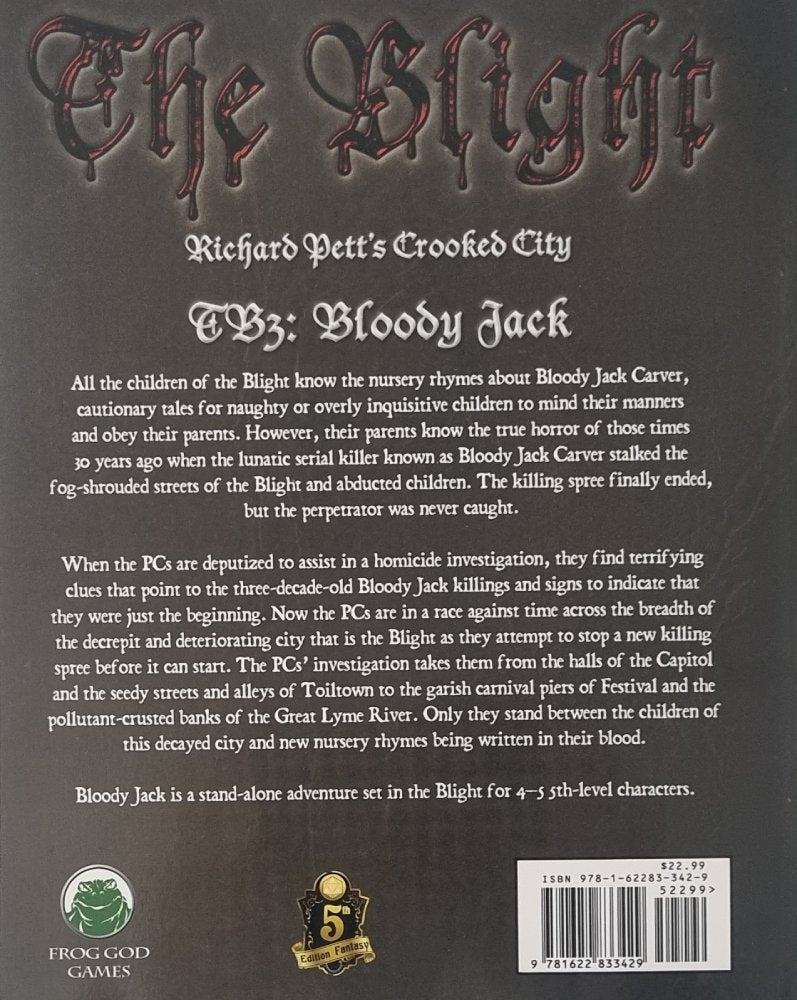 The Blight
Richard Pett's Crooked City
TB3: Bloody Jack
All the children of the Blight know the nursery rhymes about Bloody Jack Carver,
cautionary tales for naughty or overly inquisitive children to mind their manners
and obey their parents. However, their parents know the true horror of those times
30 years ago when the lunatic serial killer known as Bloody Jack Carver stalked the
fog-shrouded streets of the Blight and abducted children. The killing spree finally ended,
but the perpetrator was never caught.
When the PCs are deputized to assist in a homicide investigation, they find terrifying
clues that point to the three-decade-old Bloody Jack killings and signs to indicate that
they were just the beginning. Now the PCs are in a race against time across the breadth of
the decrepit and deteriorating city that is the Blight as they attempt to stop a new killing
spree before it can start. The PCs' investigation takes them from the halls of the Capitol
and the seedy streets and alleys of Toiltown to the garish carnival piers of Festival and the
pollutant-crusted banks of the Great Lyme River. Only they stand between the children of
this decayed city and new nursery rhymes being written in their blood.
Bloody Jack is a stand-alone adventure set in the Blight for 4–5 5th-level characters.
FROG GOD
GAMES
5th
Edition Fantasy
$22.99
ISBN 978-1-62283-342-9
52299>
9 781622 833429